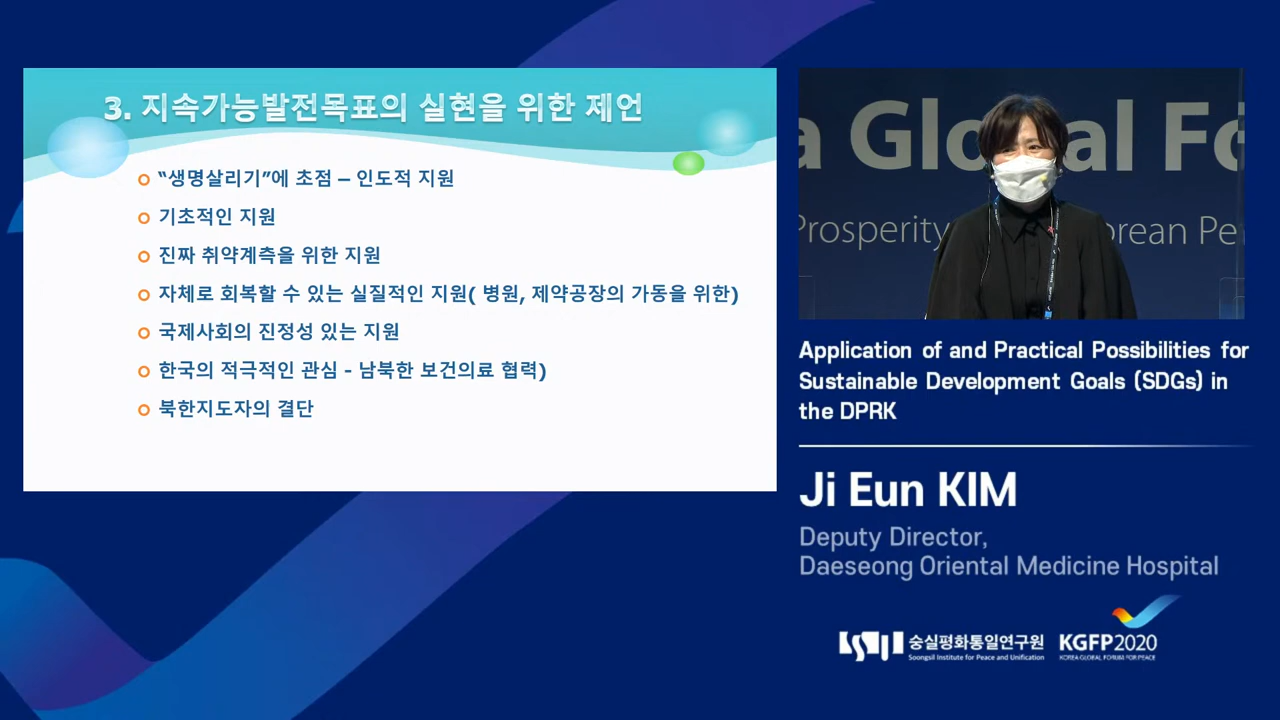 3. 지속가능발전목표의 실현을 위한 제언
“생명살리기”에 초점 – 인도적 지원
기초적인 지원
진짜 취약계측을 위한 지원
자체로 회복할 수 있는 실질적인 지원( 병원, 제약공장의 가동을 위한)
국제사회의 진정성 있는 지원
한국의 적극적인 관심 - 남북한 보건의료 협력)
북한지도자의 결단
a Global Fo
Prosperity
orean Pe
Application of and Practical Possibilities for
Sustainable Development Goals (SDGs) in
the DPRK
Ji Eun KIM
Deputy Director,
Daeseong Oriental Medicine Hospital
숭실평화통일연구원
Soongsil Institute for Peace and Unification
KGFP2020
KOREA GLOBAL FORUM FOR PEACE